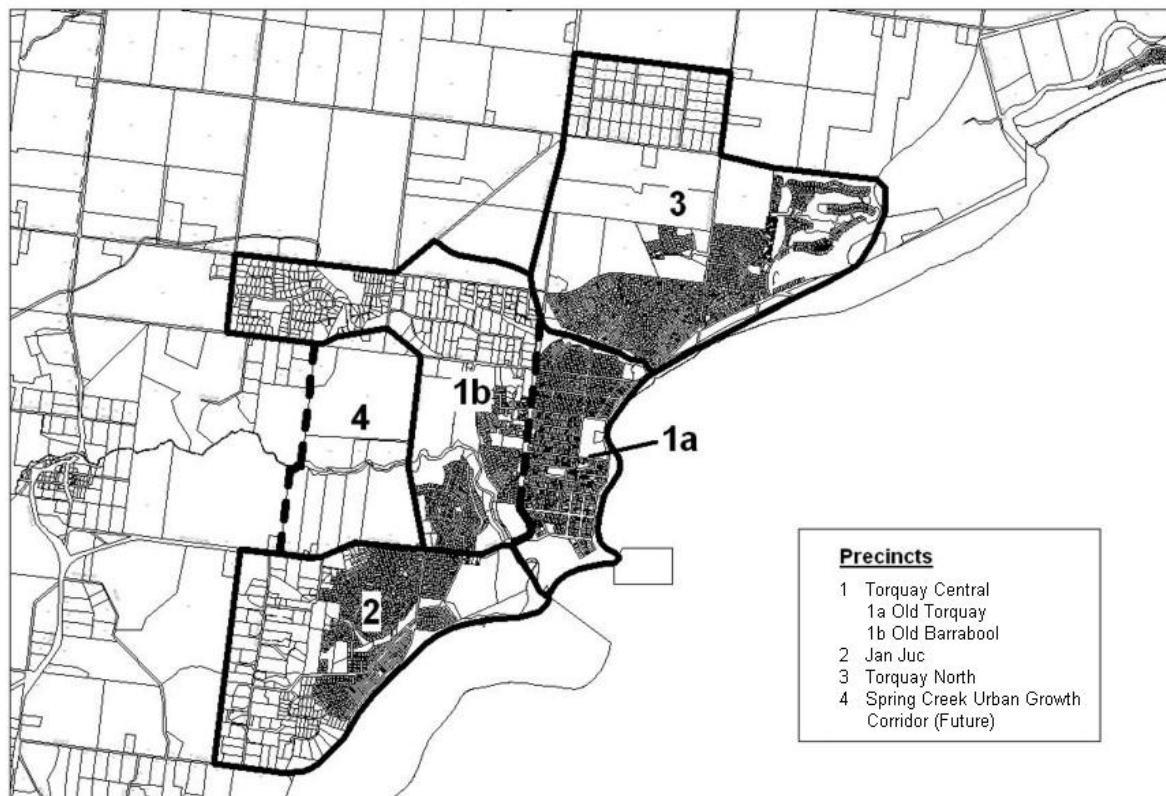 3
1b
4
1a
2
Precincts
1 Torquay Central
1a Old Torquay
1b Old Barrabool
2 Jan Juc
3 Torquay North
4 Spring Creek Urban Growth
Corridor (Future)